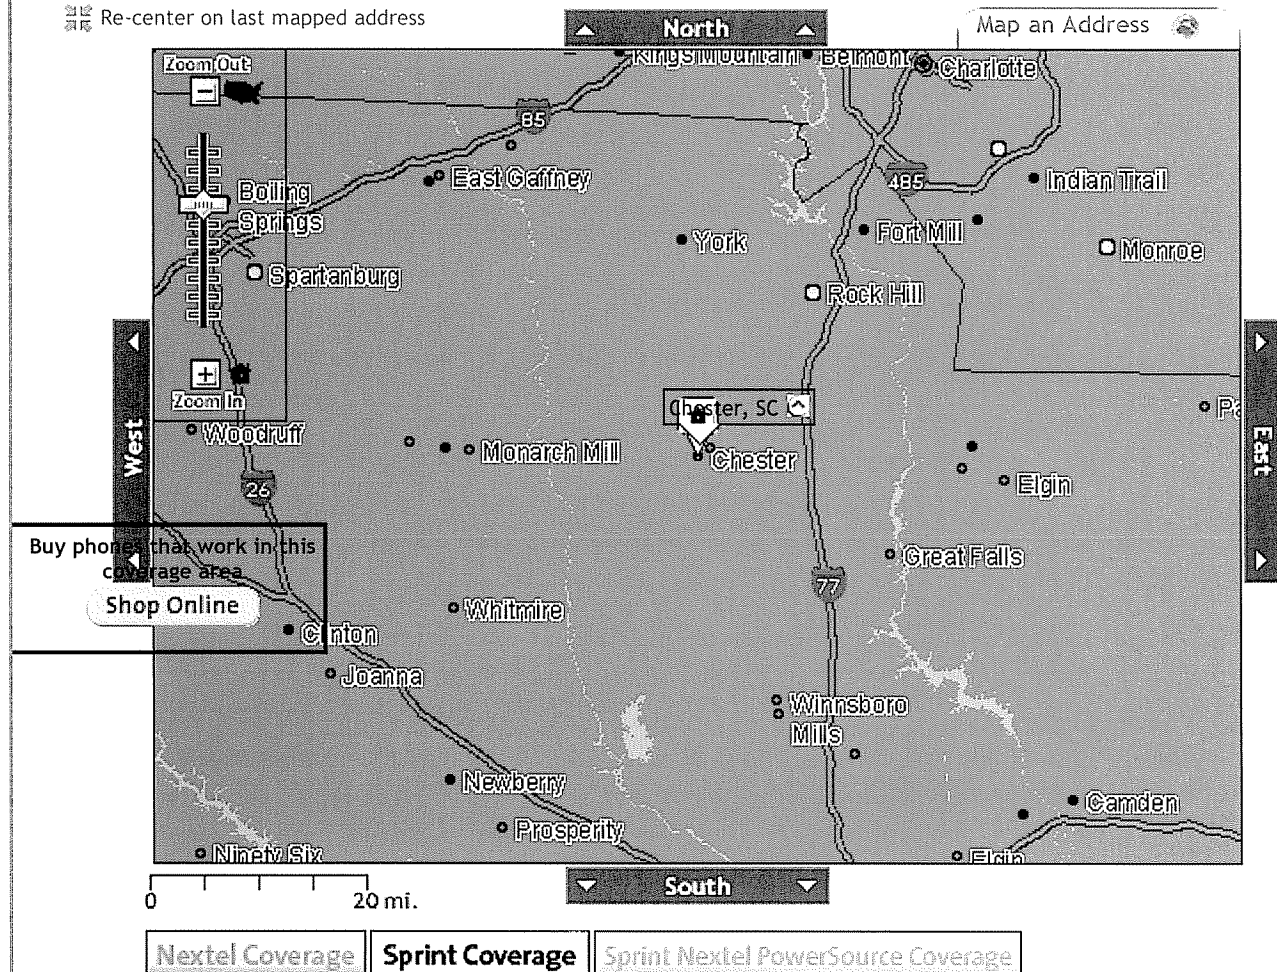 Re-center on last mapped address
North
Map an Address
Zoom Out
Kings Mountain
Belmont
Charlotte
85
East Gaffney
485
Indian Trail
Boiling
Springs
York
Fort Mill
Monroe
Spartanburg
Rock Hill
Zoom In
Chester, SC
West
East
Woodruff
Monarch Mill
Chester
Elgin
26
Buy phones that work in this
coverage area
Shop Online
Great Falls
77
Whitmire
Clinton
Joanna
Winnsboro
Mills
Newberry
Camden
Prosperity
Ninety Six
Elgin
0
20 mi.
South
Nextel Coverage
Sprint Coverage
Sprint Nextel PowerSource Coverage